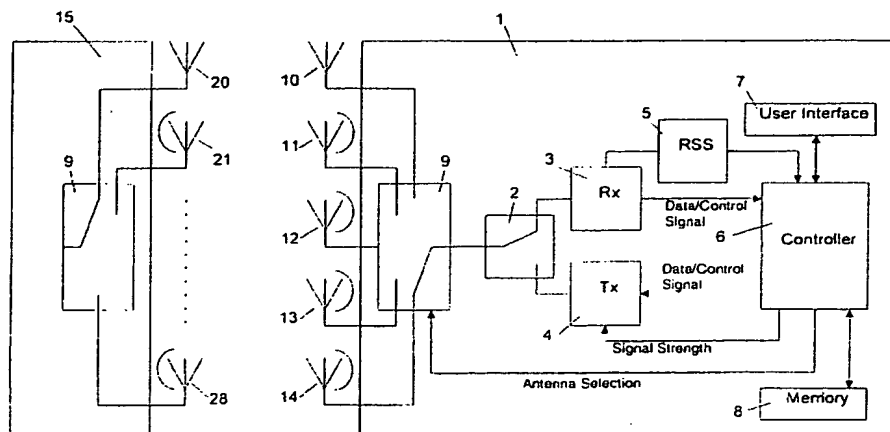 15
1
20
10
7
User Interface
5
RSS
11
21
3
Rx
9
9
2
Data/Control
Signal
6
Controller
12
Data/Control
Signal
Tx
13
4
Signal Strength
28
14
Antenna Selection
8
Memory